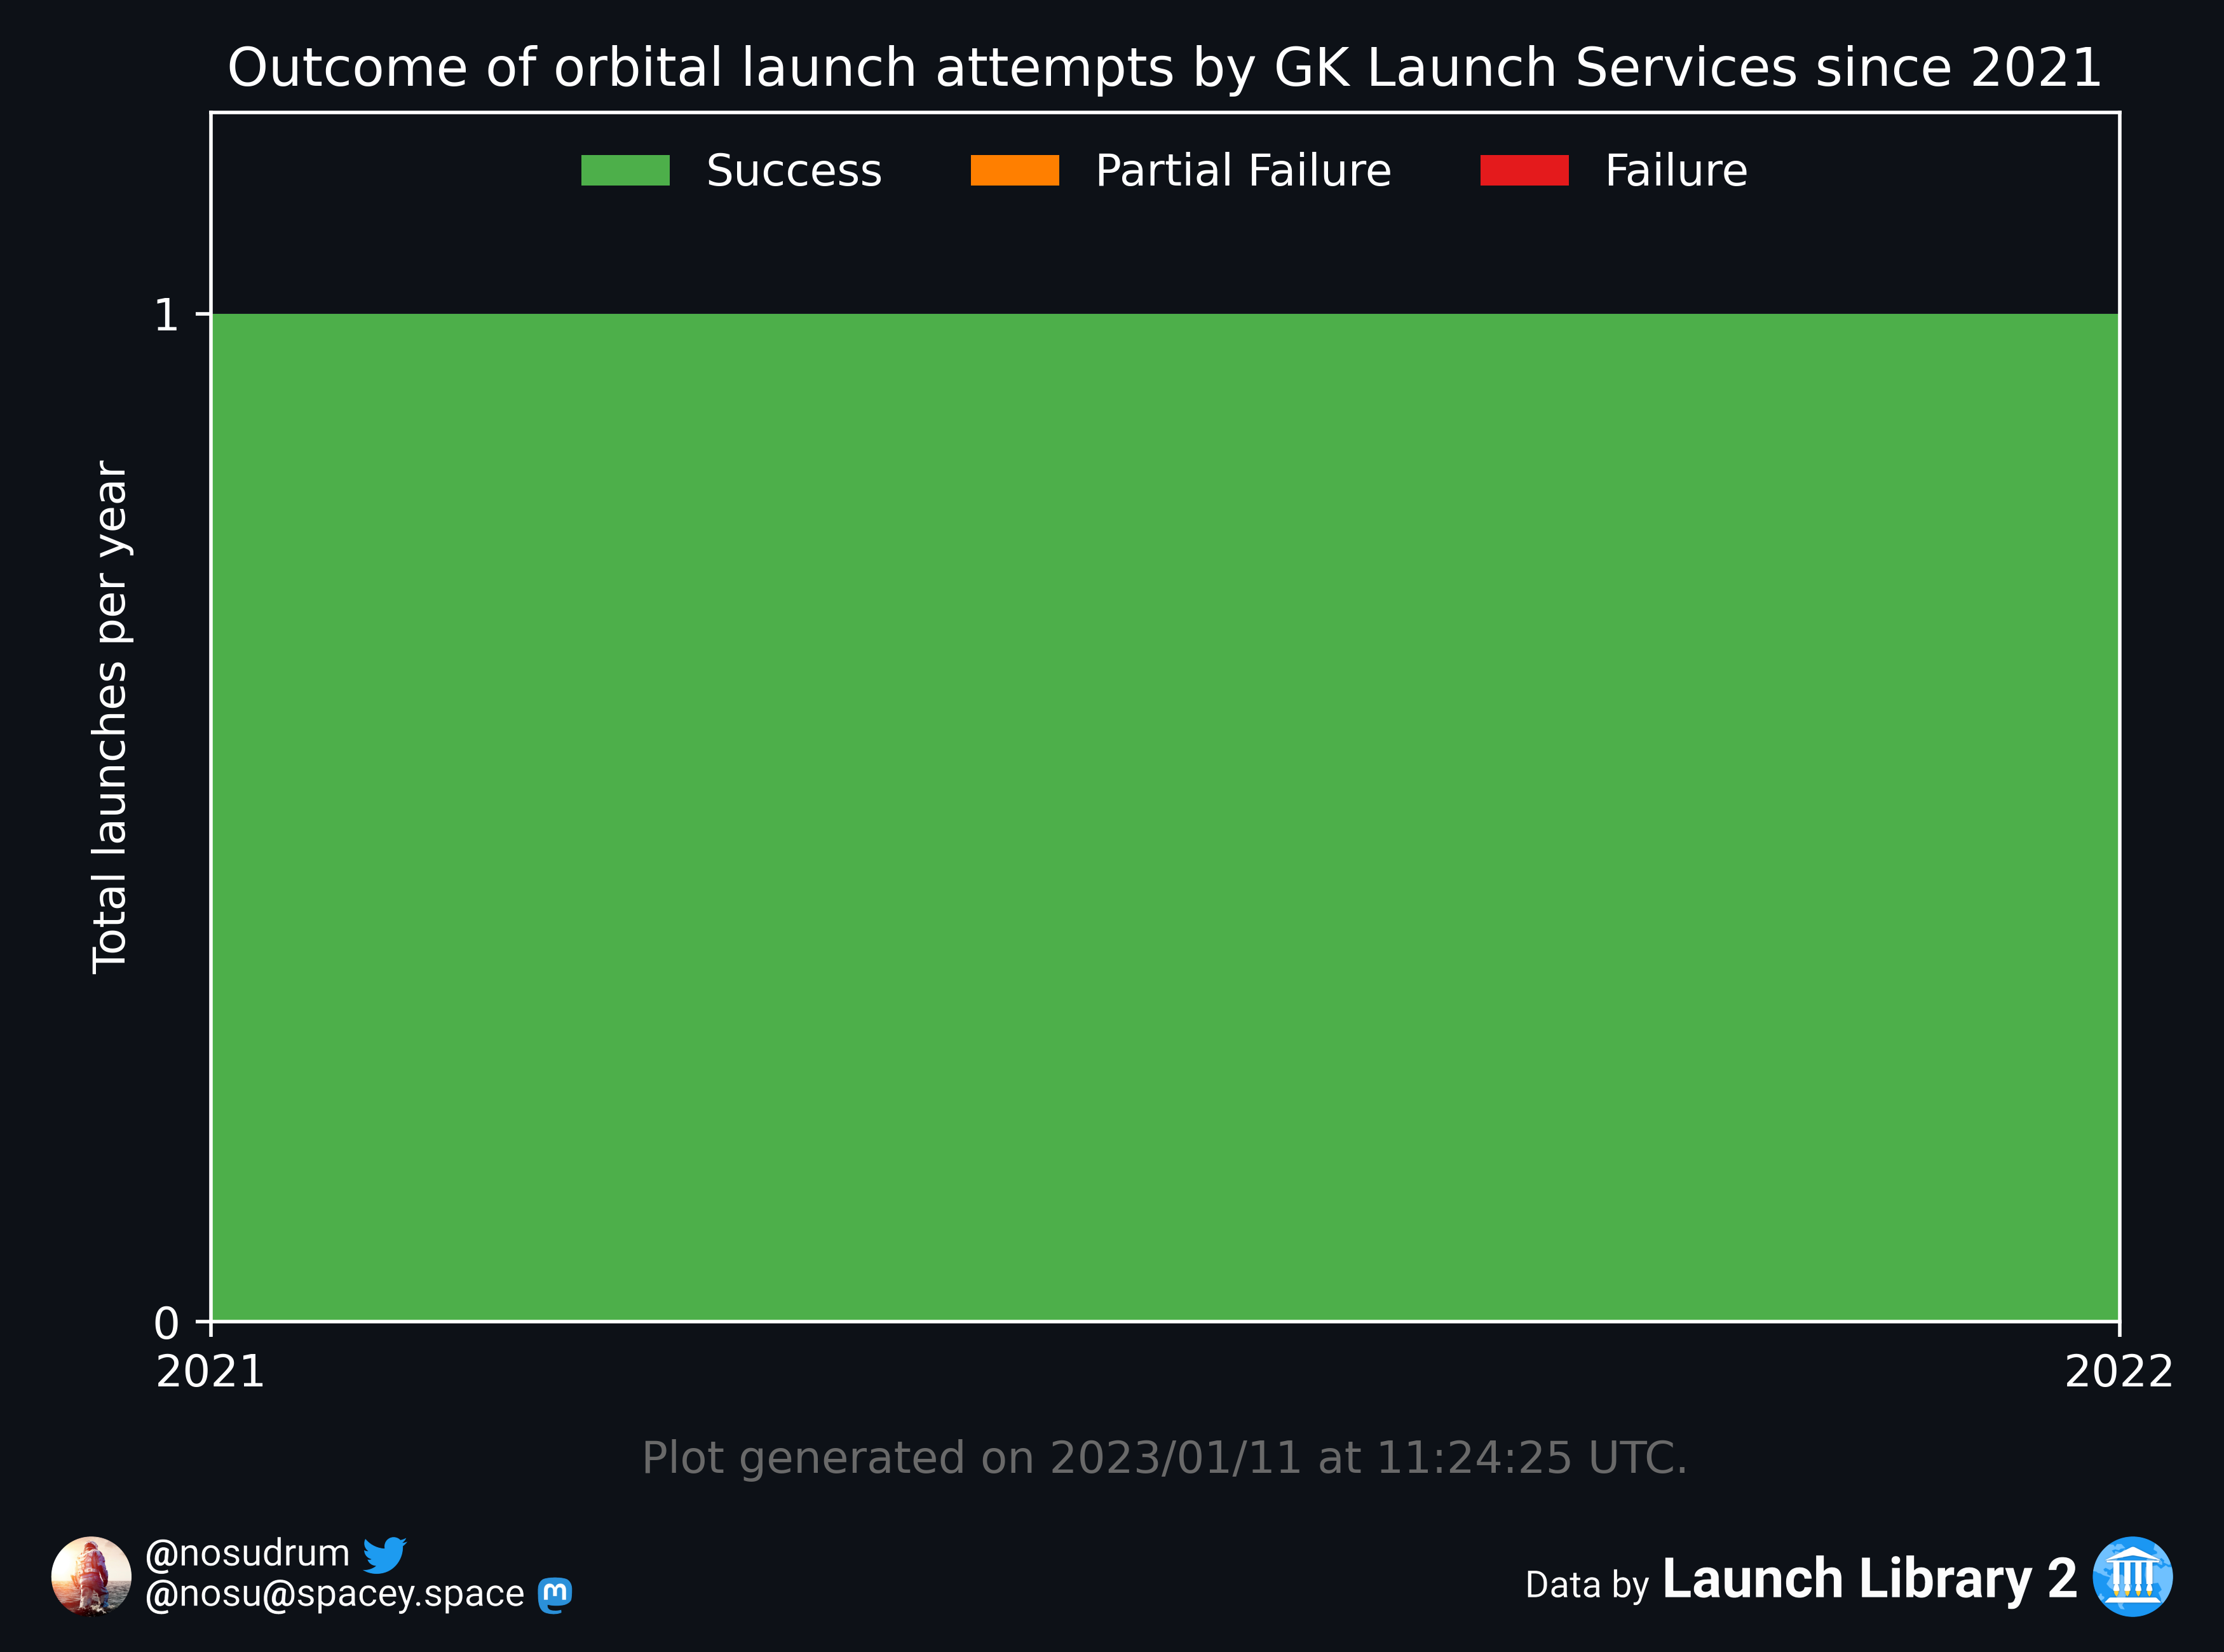 Outcome of orbital launch attempts by GK Launch Services since 2021
Success Partial Failure Failure
Total launches per year
1
0
2021 2022
Plot generated on 2023/01/11 at 11:24:25 UTC.
@nosudrum
@nosu@spacey.space
Data by Launch Library 2